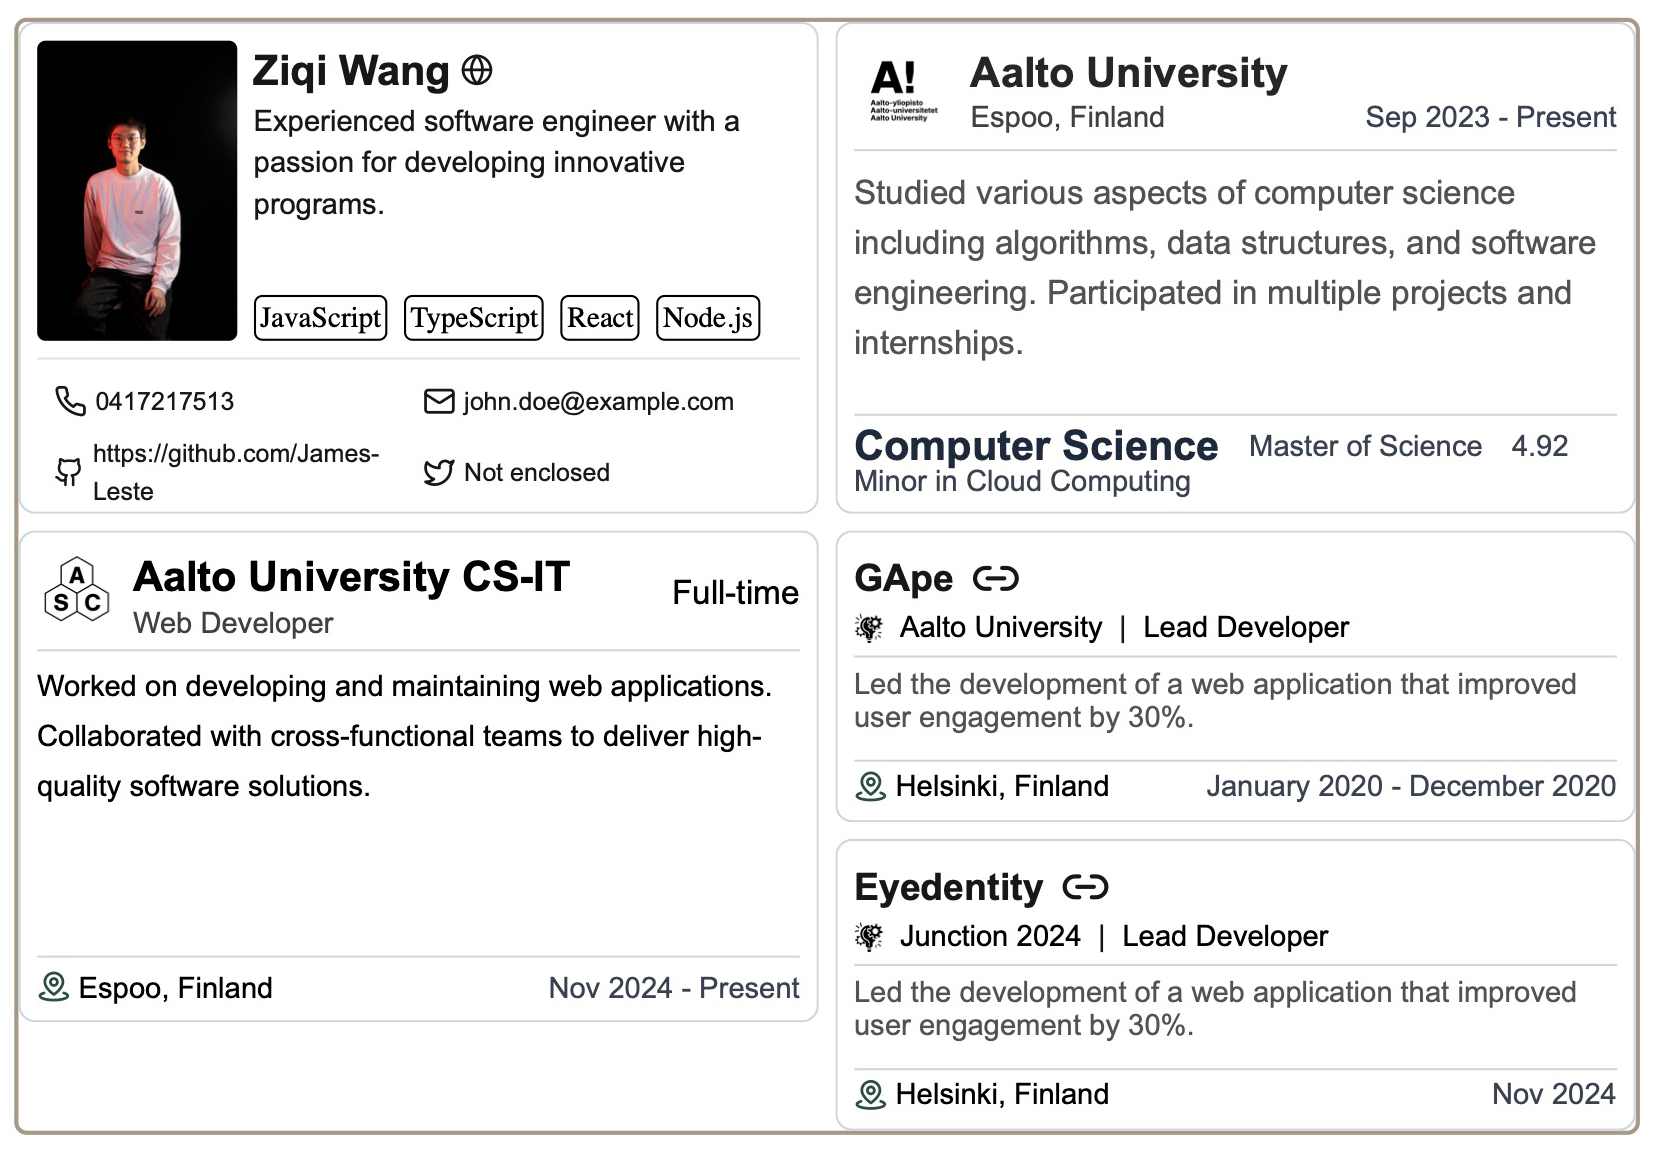 Ziqi Wang
Experienced software engineer with a
passion for developing innovative
programs.
JavaScript TypeScript React Node.js
0417217513
john.doe@example.com
https://github.com/James-
Leste
Not enclosed
A!
Aalto-yliopisto
Aalto-universitetet
Aalto University
Aalto University
Espoo, Finland
Sep 2023 - Present
Studied various aspects of computer science
including algorithms, data structures, and software
engineering. Participated in multiple projects and
internships.
Computer Science Master of Science 4.92
Minor in Cloud Computing
A
S C
Aalto University CS-IT
Web Developer
Full-time
Worked on developing and maintaining web applications.
Collaborated with cross-functional teams to deliver high-
quality software solutions.
Espoo, Finland
Nov 2024 - Present
GApe
Aalto University | Lead Developer
Led the development of a web application that improved
user engagement by 30%.
Helsinki, Finland
January 2020 - December 2020
Eyedentity
Junction 2024 | Lead Developer
Led the development of a web application that improved
user engagement by 30%.
Helsinki, Finland
Nov 2024